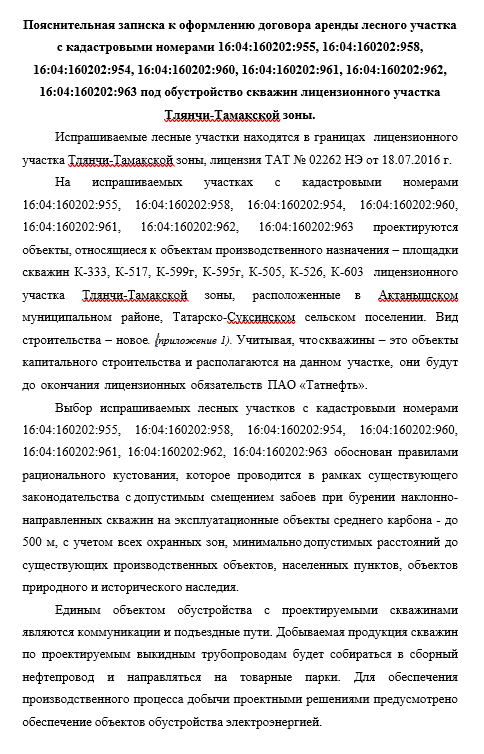 Пояснительная записка к оформлению договора аренды лесного участка
с кадастровыми номерами 16:04:160202:955, 16:04:160202:958,
16:04:160202:954, 16:04:160202:960, 16:04:160202:961, 16:04:160202:962,
16:04:160202:963 под обустройство скважин лицензионного участка
Тлянчи-Тамакской зоны.
Испрашиваемые лесные участки находятся в границах лицензионного
участка Тлянчи-Тамакской зоны, лицензия ТАТ № 02262 НЭ от 18.07.2016 г.
На испрашиваемых участках с кадастровыми номерами
16:04:160202:955, 16:04:160202:958, 16:04:160202:954, 16:04:160202:960,
16:04:160202:961, 16:04:160202:962, 16:04:160202:963 проектируются
объекты, относящиеся к объектам производственного назначения – площадки
скважин К-333, К-517, К-599г, К-595г, К-505, К-526, К-603 лицензионного
участка Тлянчи-Тамакской зоны, расположенные в Актанышском
муниципальном районе, Татарско-Суксинском сельском поселении. Вид
строительства – новое. (приложение 1). Учитывая, чтоскважины – это объекты
капитального строительства и располагаются на данном участке, они будут
до окончания лицензионных обязательств ПАО «Татнефть».
Выбор испрашиваемых лесных участков с кадастровыми номерами
16:04:160202:955, 16:04:160202:958, 16:04:160202:954, 16:04:160202:960,
16:04:160202:961, 16:04:160202:962, 16:04:160202:963 обоснован правилами
рационального кустования, которое проводится в рамках существующего
законодательства с допустимым смещением забоев при бурении наклонно-
направленных скважин на эксплуатационные объекты среднего карбона - до
500 м, с учетом всех охранных зон, минимально допустимых расстояний до
существующих производственных объектов, населенных пунктов, объектов
природного и исторического наследия.
Единым объектом обустройства с проектируемыми скважинами
являются коммуникации и подъездные пути. Добываемая продукция скважин
по проектируемым выкидным трубопроводам будет собираться в сборный
нефтепровод и направляться на товарные парки. Для обеспечения
производственного процесса добычи проектными решениями предусмотрено
обеспечение объектов обустройства электроэнергией.